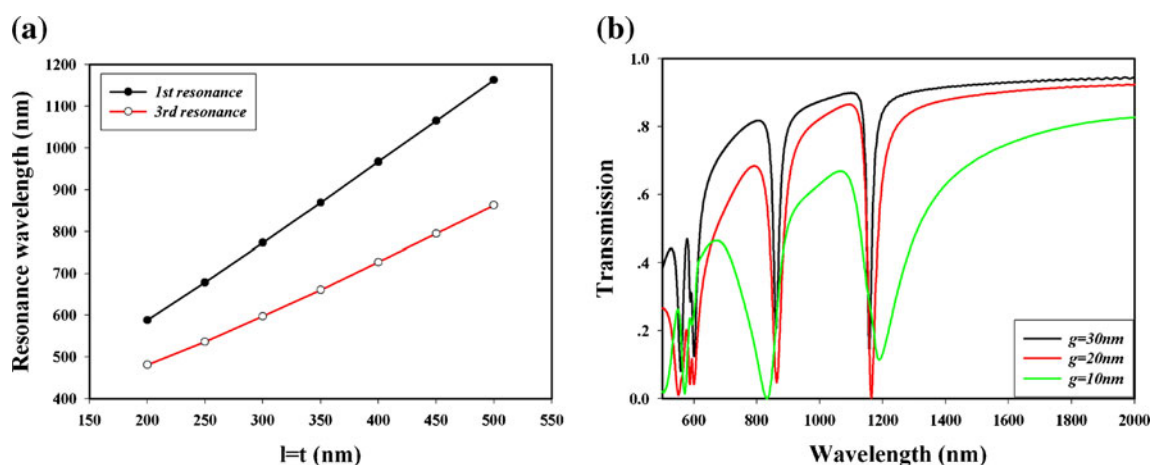 (a)
1200
1100
1000
900
800
700
600
500
400
150 200 250 300 350 400 450 500 550
Resonance wavelength (nm)
l=t (nm)
1st resonance
3rd resonance
(b)
1.0
.8
.6
.4
.2
0.0
600 800 1000 1200 1400 1600 1800 2000
Transmission
Wavelength (nm)
g=30nm
g=20nm
g=10nm